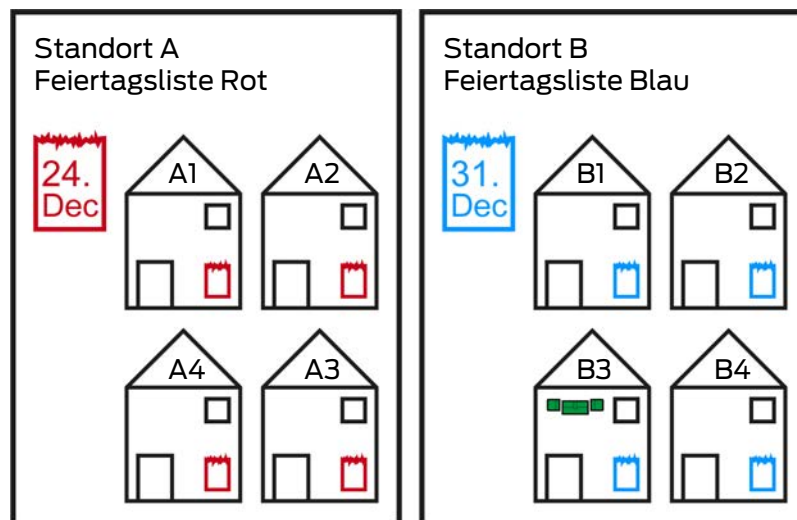 Standort A
Feiertagsliste Rot
24.
Dec
A1
A2
A4
A3
Standort B
Feiertagsliste Blau
31.
Dec
B1
B2
B3
B4